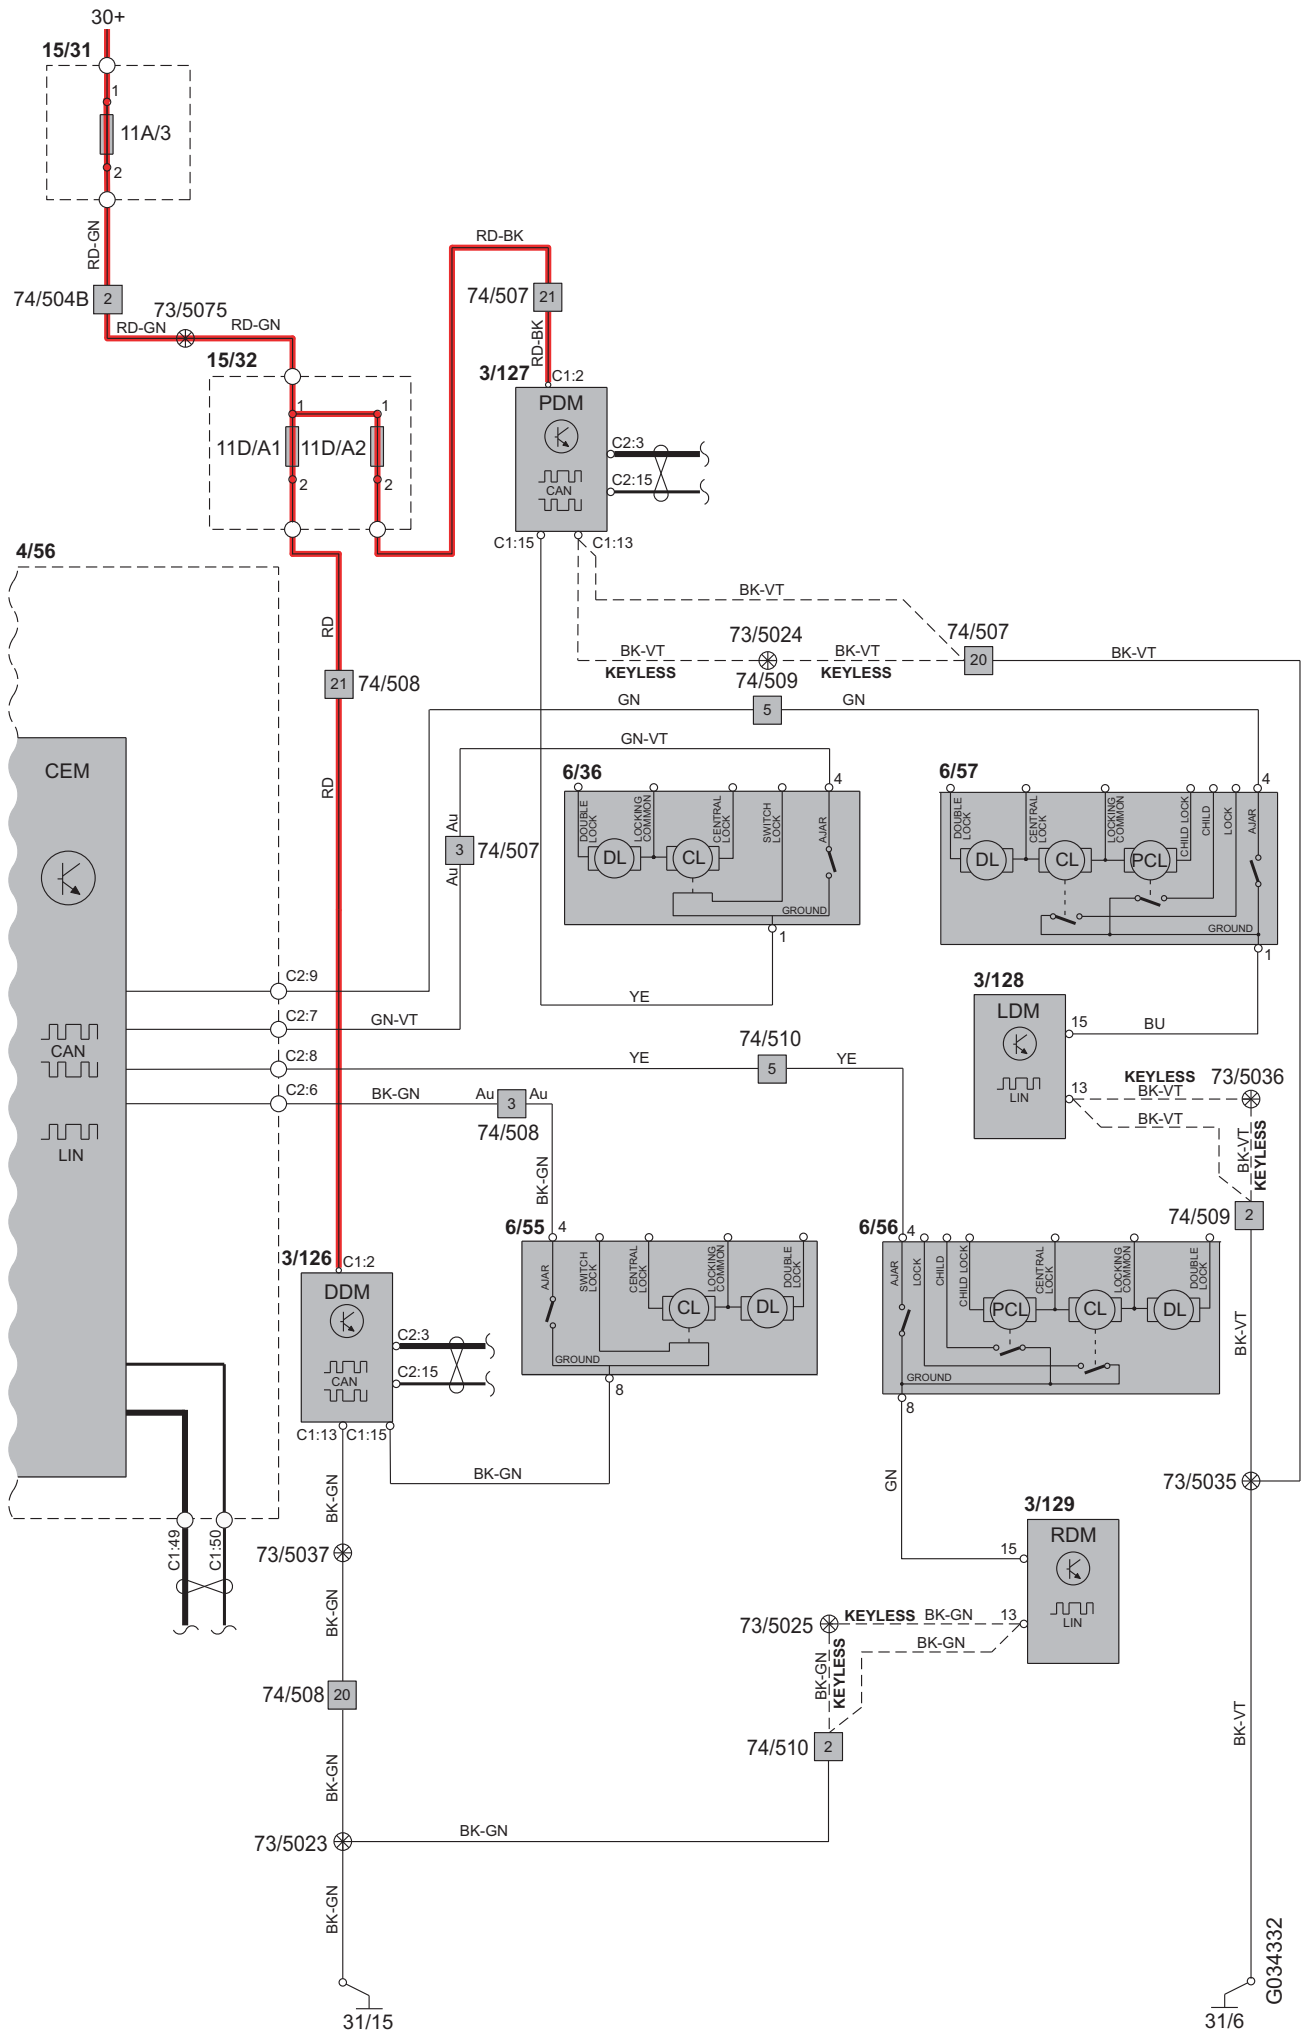 30+
15/31
1
11A/3
2
RD-GN
74/504B
2
73/5075
RD-GN
RD-GN
15/32
1
1
11D/A1
11D/A2
2
2
RD-BK
74/507
21
RD-BK
3/127
C1:2
PDM
C2:3
C2:15
CAN
C1:15
C1:13
BK-VT
73/5024
74/507
BK-VT
BK-VT
20
BK-VT
KEYLESS
KEYLESS
74/509
GN
5
GN
4/56
RD
21
74/508
RD
GN-VT
CEM
Au
3
74/507
Au
6/36
4
DOUBLE
LOCK
LOCKING
COMMON
CENTRAL
LOCK
SWITCH
LOCK
AJAR
DL
CL
GROUND
1
YE
6/57
4
DOUBLE
LOCK
CENTRAL
LOCK
LOCKING
COMMON
CHILD LOCK
CHILD
LOCK
AJAR
DL
CL
PCL
GROUND
1
C2:9
C2:7
GN-VT
C2:8
YE
74/510
5
YE
C2:6
BK-GN
Au
3
Au
74/508
BK-GN
CAN
LIN
3/128
LDM
15
BU
LIN
13
KEYLESS
BK-VT
73/5036
BK-VT
BK-VT
KEYLESS
74/509
2
BK-VT
3/126
C1:2
DDM
C2:3
C2:15
CAN
C1:13
C1:15
6/55
4
AJAR
SWITCH
LOCK
CENTRAL
LOCK
LOCKING
COMMON
DOUBLE
LOCK
CL
DL
GROUND
8
BK-GN
6/56
4
AJAR
LOCK
CHILD
CHILD LOCK
CENTRAL
LOCK
LOCKING
COMMON
DOUBLE
LOCK
PCL
CL
DL
GROUND
8
GN
73/5035
3/129
RDM
15
LIN
13
C1:49
C1:50
BK-GN
73/5037
BK-GN
73/5025
KEYLESS
BK-GN
BK-GN
BK-GN
KEYLESS
74/508
20
74/510
2
BK-VT
BK-GN
73/5023
BK-GN
BK-GN
31/15
31/6
G034332